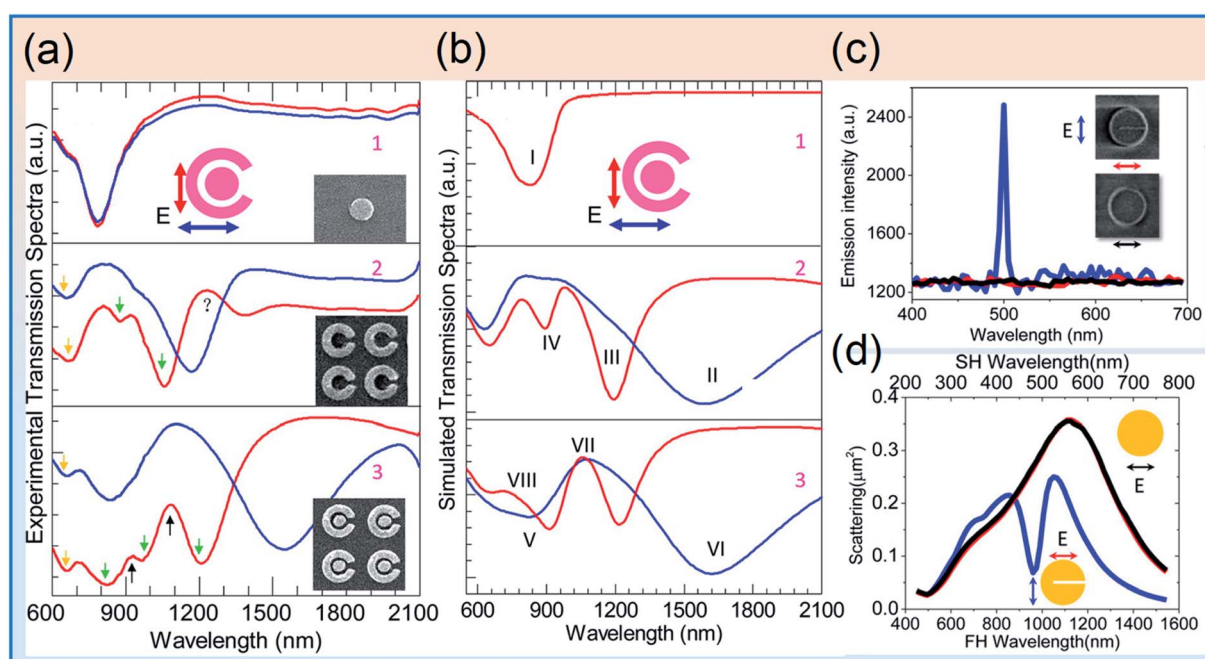 (a)
Experimental Transmission Spectra (a.u.)
1
E
2
?
3
600 900 1200 1500 1800 2100
Wavelength (nm)
(b)
Simulated Transmission Spectra (a.u.)
1
I
E
2
IV
III
II
3
VII
VIII
V
VI
600 900 1200 1500 1800 2100
Wavelength (nm)
(c)
Emission intensity (a.u.)
2400
2100
1800
1500
1200
E
400 500 600 700
Wavelength (nm)
(d)
SH Wavelength(nm)
200 300 400 500 600 700 800
Scattering(μm²)
0.4
0.3
0.2
0.1
0.0
E
E
400 600 800 1000 1200 1400 1600
FH Wavelength(nm)